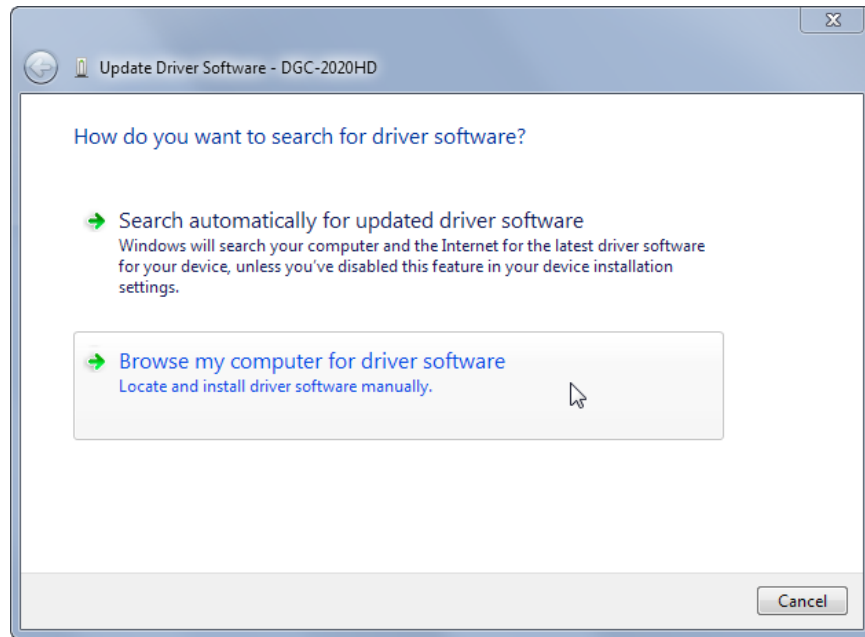 Update Driver Software - DGC-2020HD
How do you want to search for driver software?
Search automatically for updated driver software
Windows will search your computer and the Internet for the latest driver software
for your device, unless you've disabled this feature in your device installation
settings.
Browse my computer for driver software
Locate and install driver software manually.
Cancel